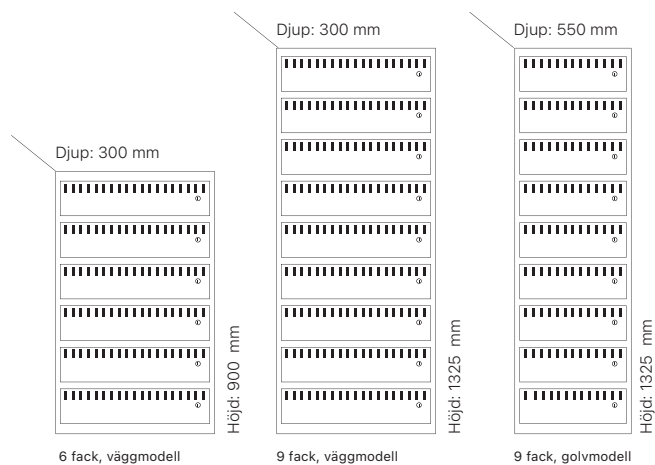 Djup: 300 mm
Höjd: 900 mm
6 fack, väggmodell
Djup: 300 mm
Höjd: 1325 mm
9 fack, väggmodell
Djup: 550 mm
Höjd: 1325 mm
9 fack, golvmodell